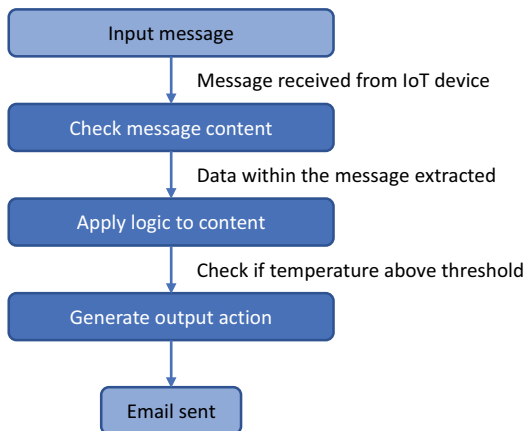 Input message
Message received from IoT device
Check message content
Data within the message extracted
Apply logic to content
Check if temperature above threshold
Generate output action
Email sent